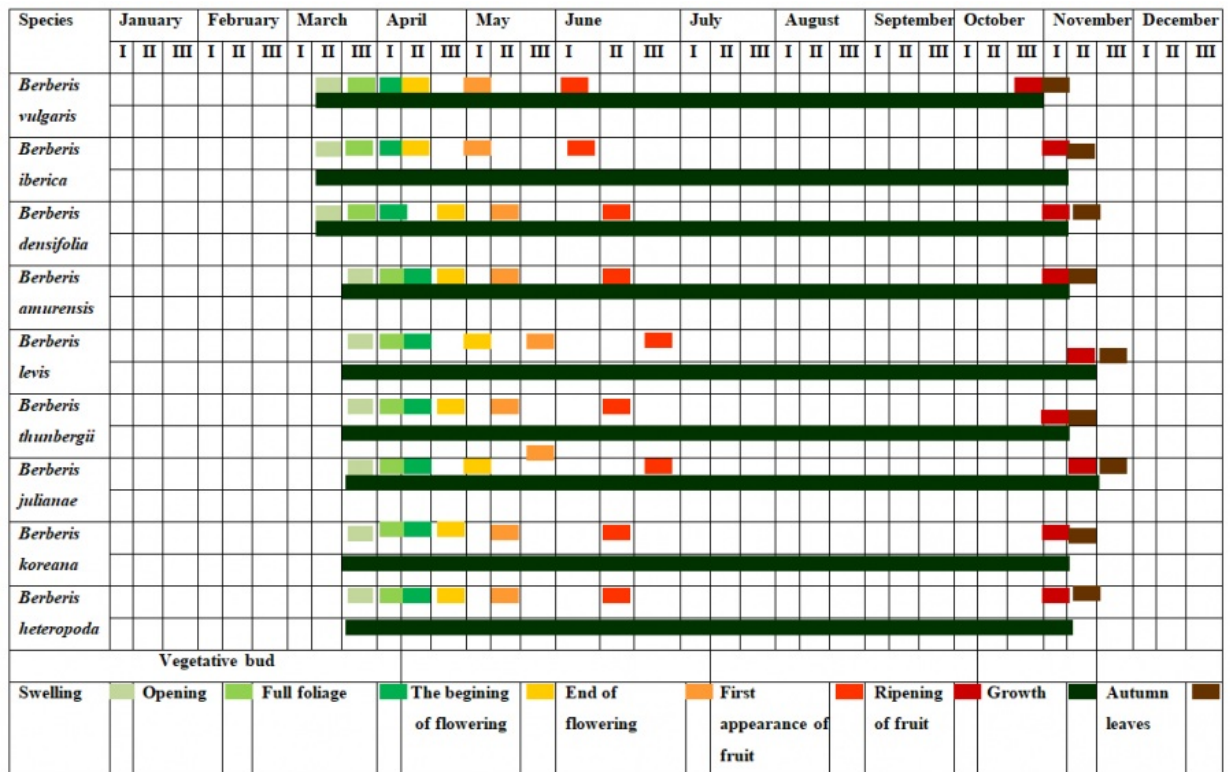 Species January February March April May June July August September October November December
I II III I II III I II III I II III I II III I II III I II III I II III I II III I II III I II III I II III
Berberis
vulgaris
Berberis
iberica
Berberis
densifolia
Berberis
amurensis
Berberis
levis
Berberis
thunbergii
Berberis
julianae
Berberis
koreana
Berberis
heteropoda
Vegetative bud
Swelling Opening Full foliage The begining End of First Ripening Growth Autumn
of flowering flowering appearance of of fruit leaves
fruit